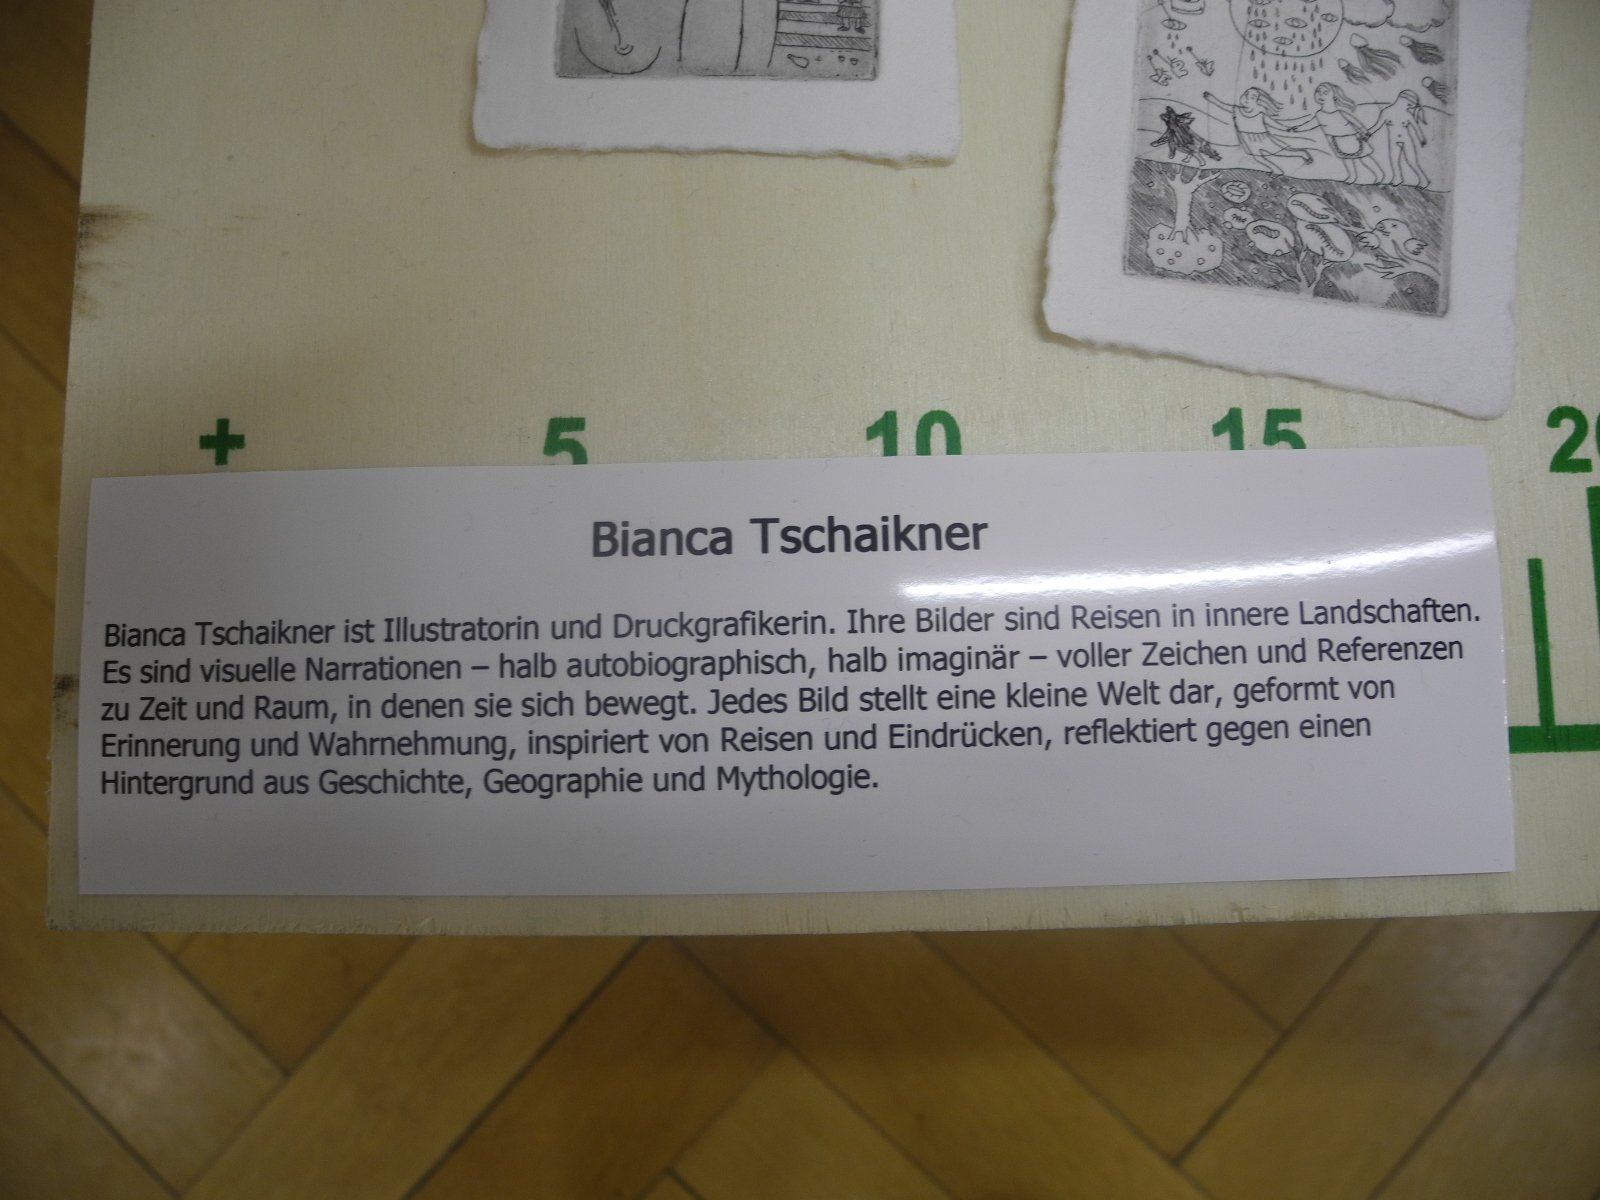 + 5 10 15 20
Bianca Tschaikner
Bianca Tschaikner ist Illustratorin und Druckgrafikerin. Ihre Bilder sind Reisen in innere Landschaften.
Es sind visuelle Narrationen – halb autobiographisch, halb imaginär – voller Zeichen und Referenzen
zu Zeit und Raum, in denen sie sich bewegt. Jedes Bild stellt eine kleine Welt dar, geformt von
Erinnerung und Wahrnehmung, inspiriert von Reisen und Eindrücken, reflektiert gegen einen
Hintergrund aus Geschichte, Geographie und Mythologie.